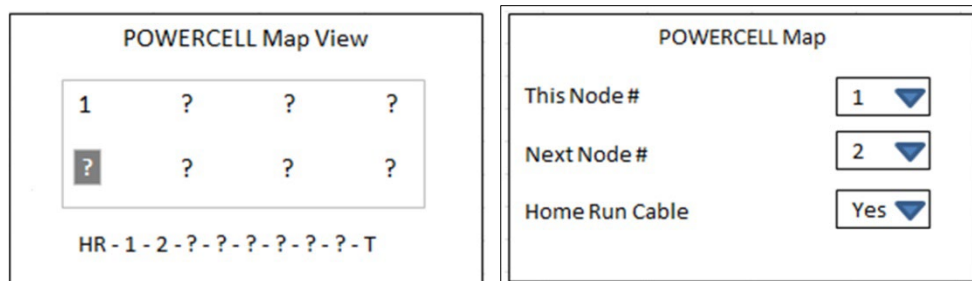 POWERCELL Map View
1 ? ? ?
? ? ? ?
HR - 1 - 2 - ? - ? - ? - ? - ? - ? - T
POWERCELL Map
This Node # 1
Next Node # 2
Home Run Cable Yes